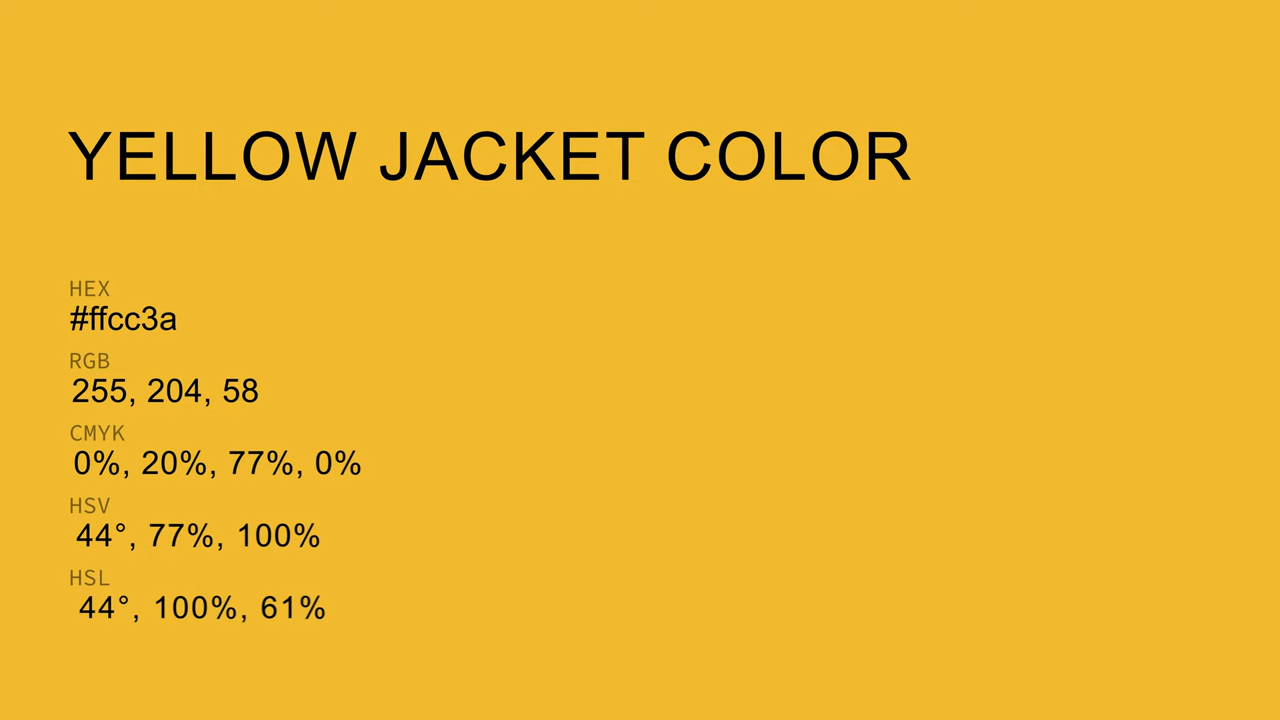 YELLOW JACKET COLOR
HEX
#ffcc3a
RGB
255, 204, 58
CMYK
0%, 20%, 77%, 0%
HSV
44°, 77%, 100%
HSL
44°, 100%, 61%